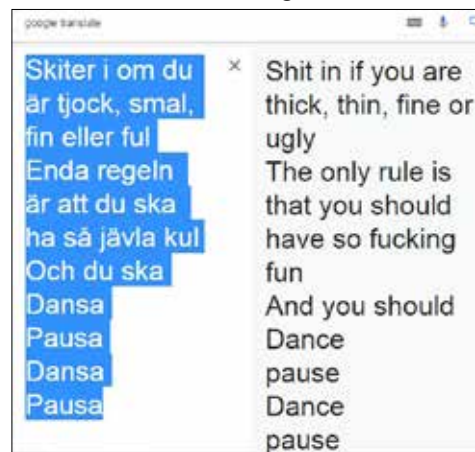 google translate
Skiter i om du
är tjock, smal,
fin eller ful
Enda regeln
är att du ska
ha så jävla kul
Och du ska
Dansa
Pausa
Dansa
Pausa
Shit in if you are
thick, thin, fine or
ugly
The only rule is
that you should
have so fucking
fun
And you should
Dance
pause
Dance
pause